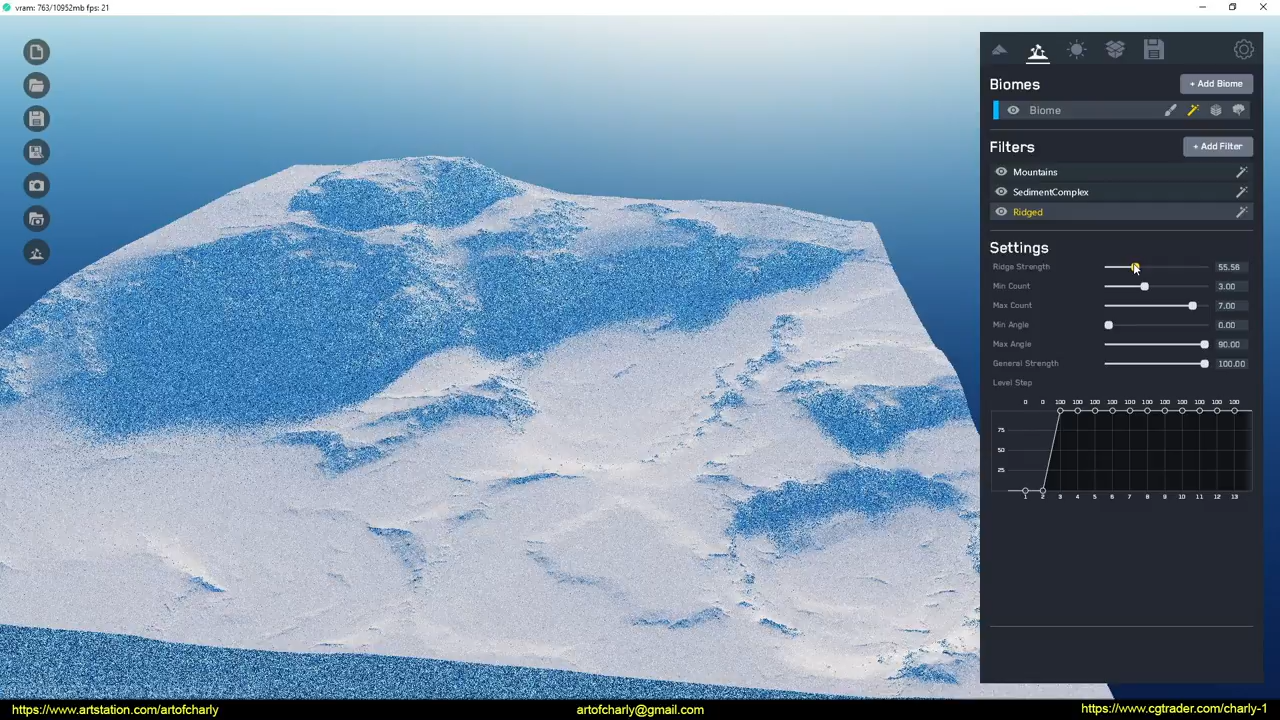 vram: 763/10952mb fps: 21
Biomes
+ Add Biome
Biome
Filters
+ Add Filter
Mountains
SedimentComplex
Ridged
Settings
Ridge Strength 55.56
Min Count 3.00
Max Count 7.00
Min Angle 0.00
Max Angle 90.00
General Strength 100.00
Level Step
0 0 100 100 100 100 100 100 100 100 100 100 100
75
50
25
1 2 3 4 5 6 7 8 9 10 11 12 13
https://www.artstation.com/artofcharly
artofcharly@gmail.com
https://www.cgtrader.com/charly-1